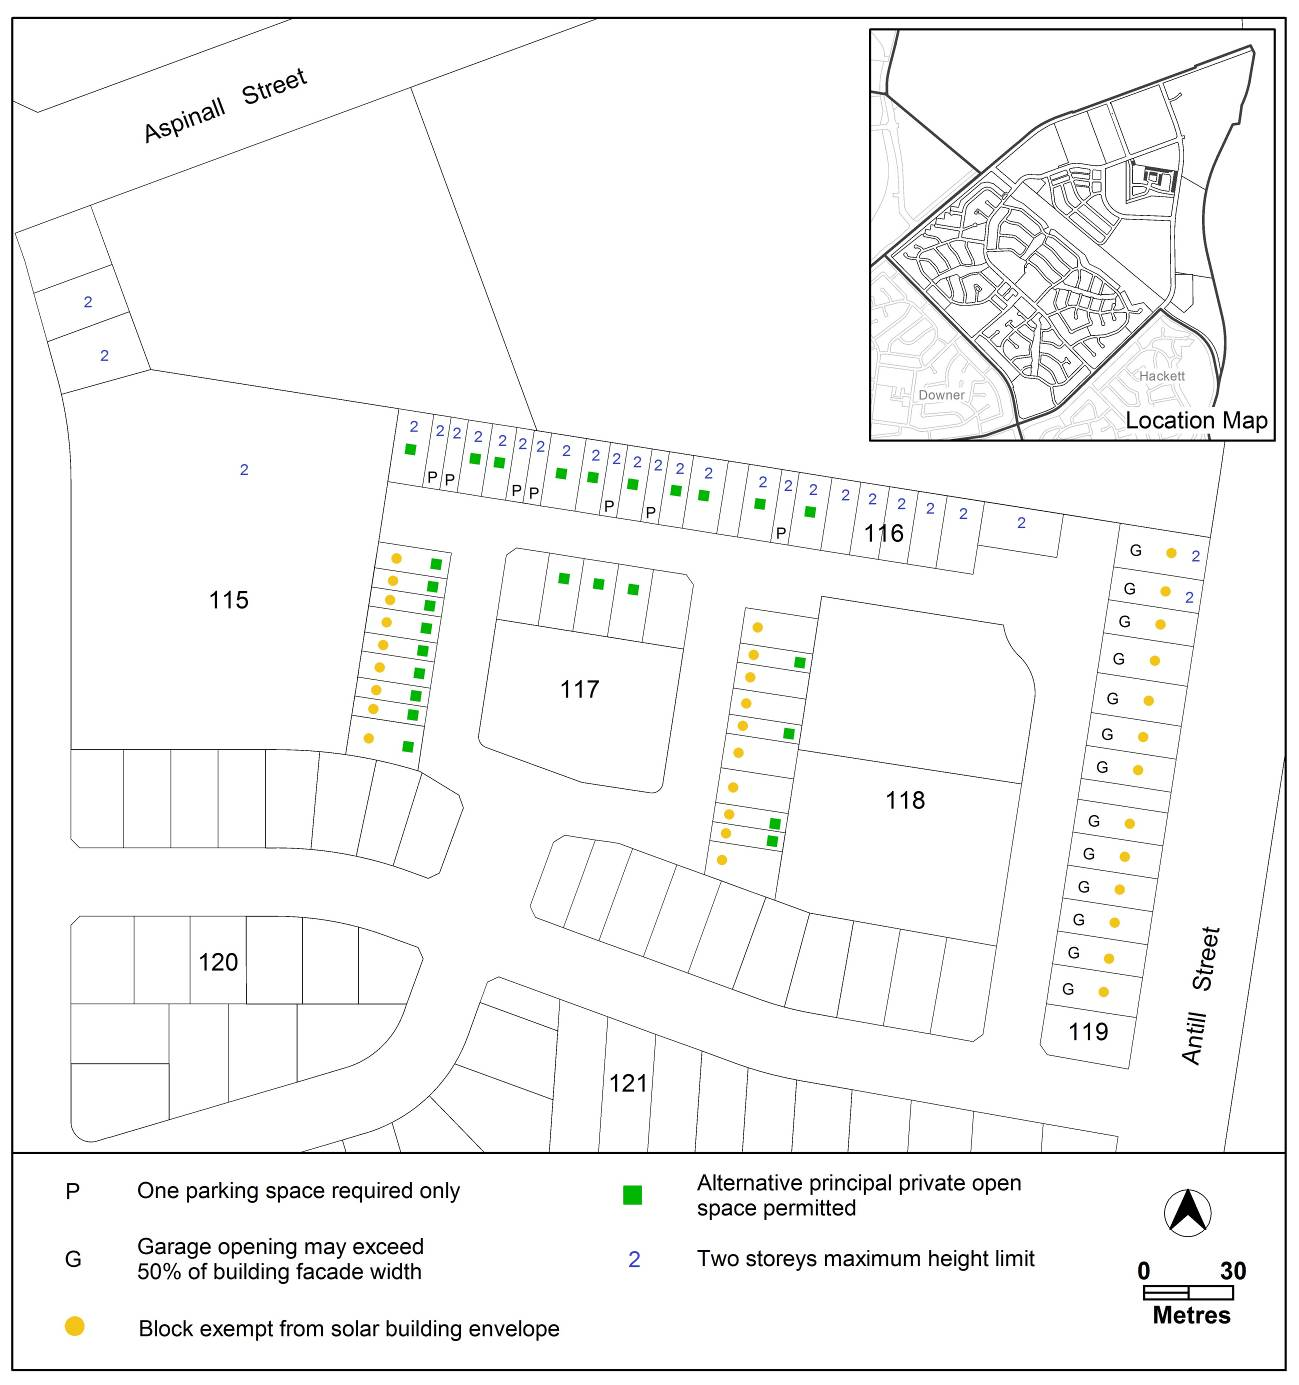 Aspinall Street
Downer
Hackett
Location Map
2
2
2
2 2 2 2 2 2 2 2 2 2 2 2 2 2 2 2 2 2 2 2 2 2 2
P P P P P P P
116
115
117
118
G 2
G 2
G
G
G
G
G
G
G
G
G
G
G
119
120
121
Antill Street
P One parking space required only
G Garage opening may exceed
50% of building facade width
Block exempt from solar building envelope
Alternative principal private open
space permitted
2 Two storeys maximum height limit
0 30
Metres